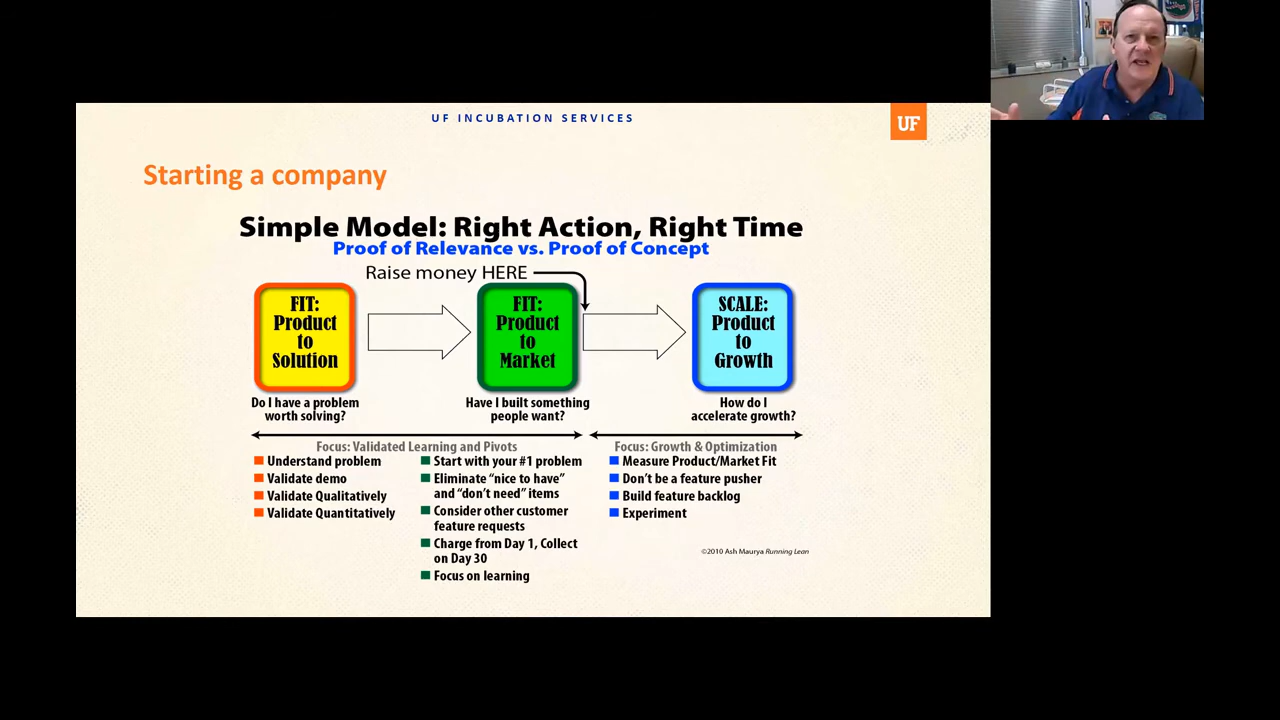 UF INCUBATION SERVICES
UF
Starting a company
Simple Model: Right Action, Right Time
Proof of Relevance vs. Proof of Concept
Raise money HERE
FIT:
Product
to
Solution
FIT:
Product
to
Market
SCALE:
Product
to
Growth
Do I have a problem
worth solving?
Have I built something
people want?
How do I
accelerate growth?
Focus: Validated Learning and Pivots
Understand problem
Validate demo
Validate Qualitatively
Validate Quantitatively
Start with your #1 problem
Eliminate “nice to have”
and “don’t need” items
Consider other customer
feature requests
Charge from Day 1, Collect
on Day 30
Focus on learning
Focus: Growth & Optimization
Measure Product/Market Fit
Don’t be a feature pusher
Build feature backlog
Experiment
©2010 Ash Maurya Running Lean